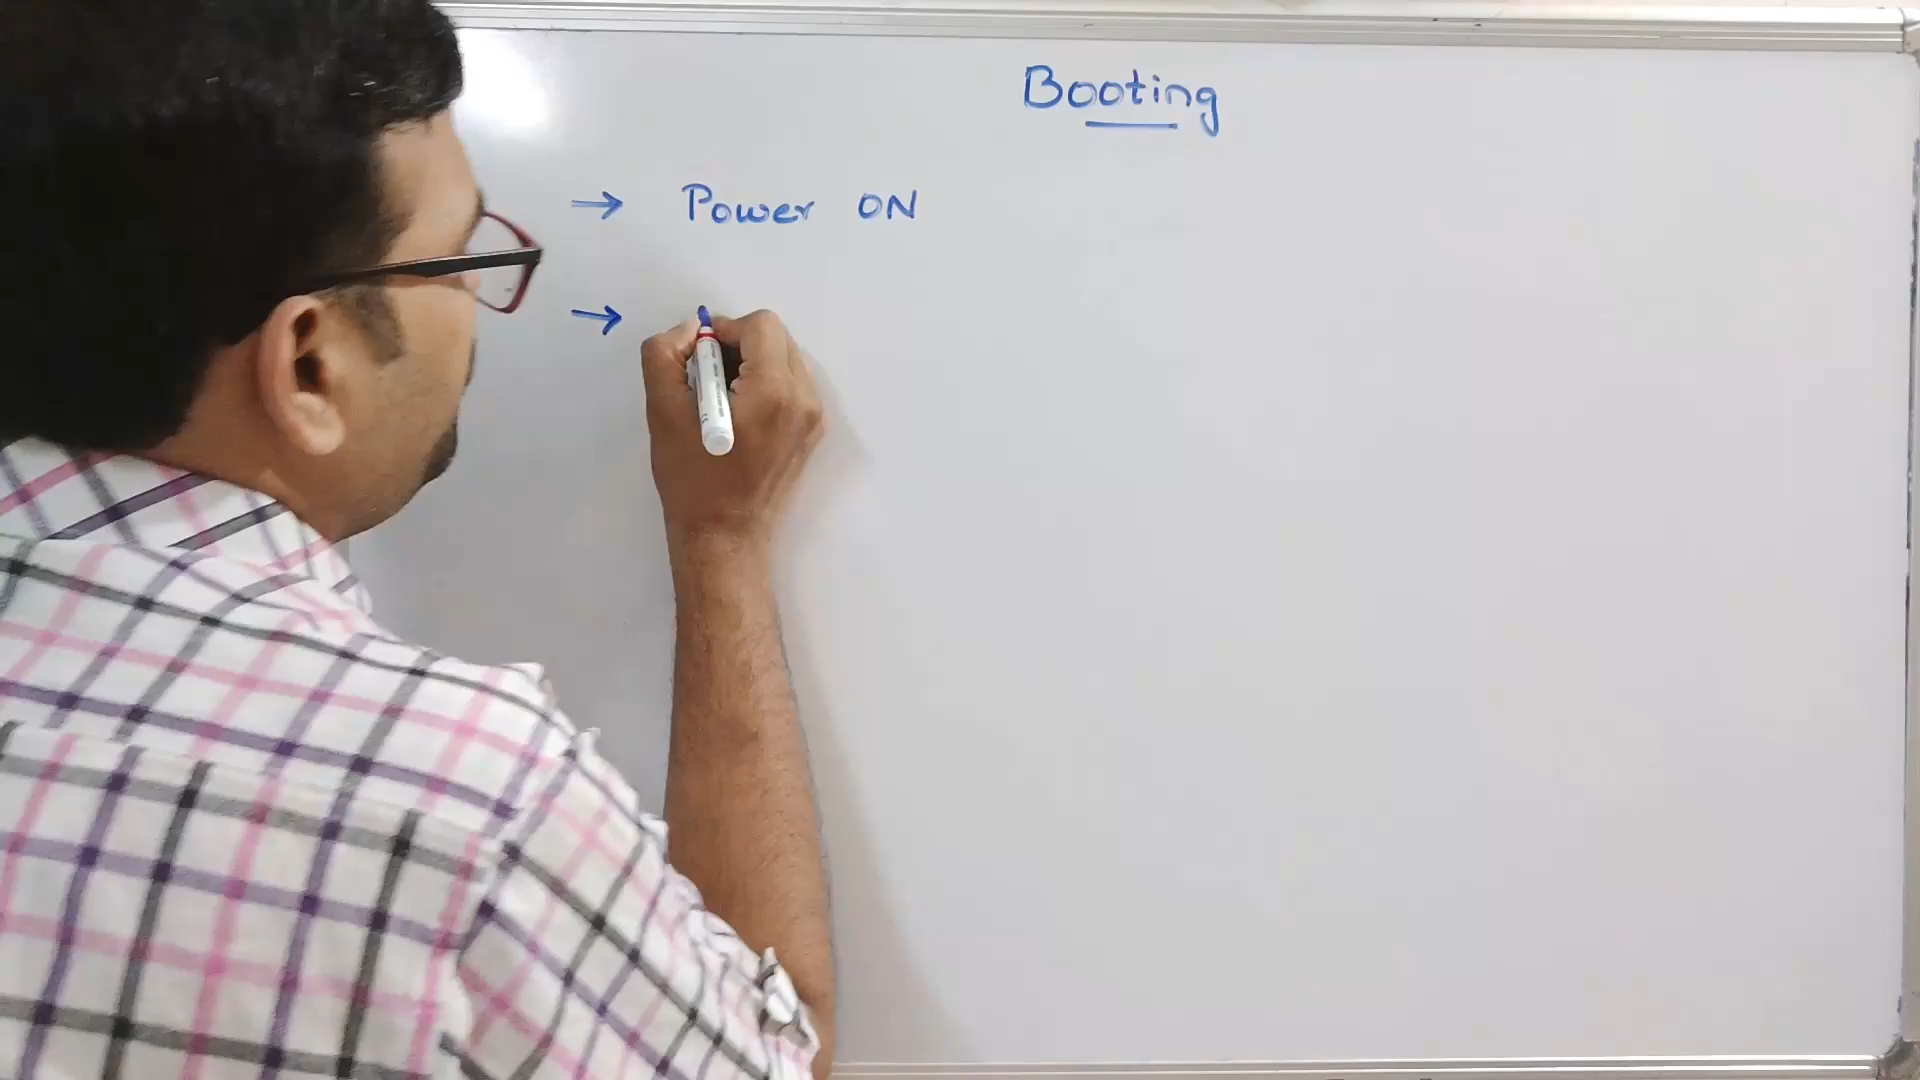 Booting
→ Power ON
→